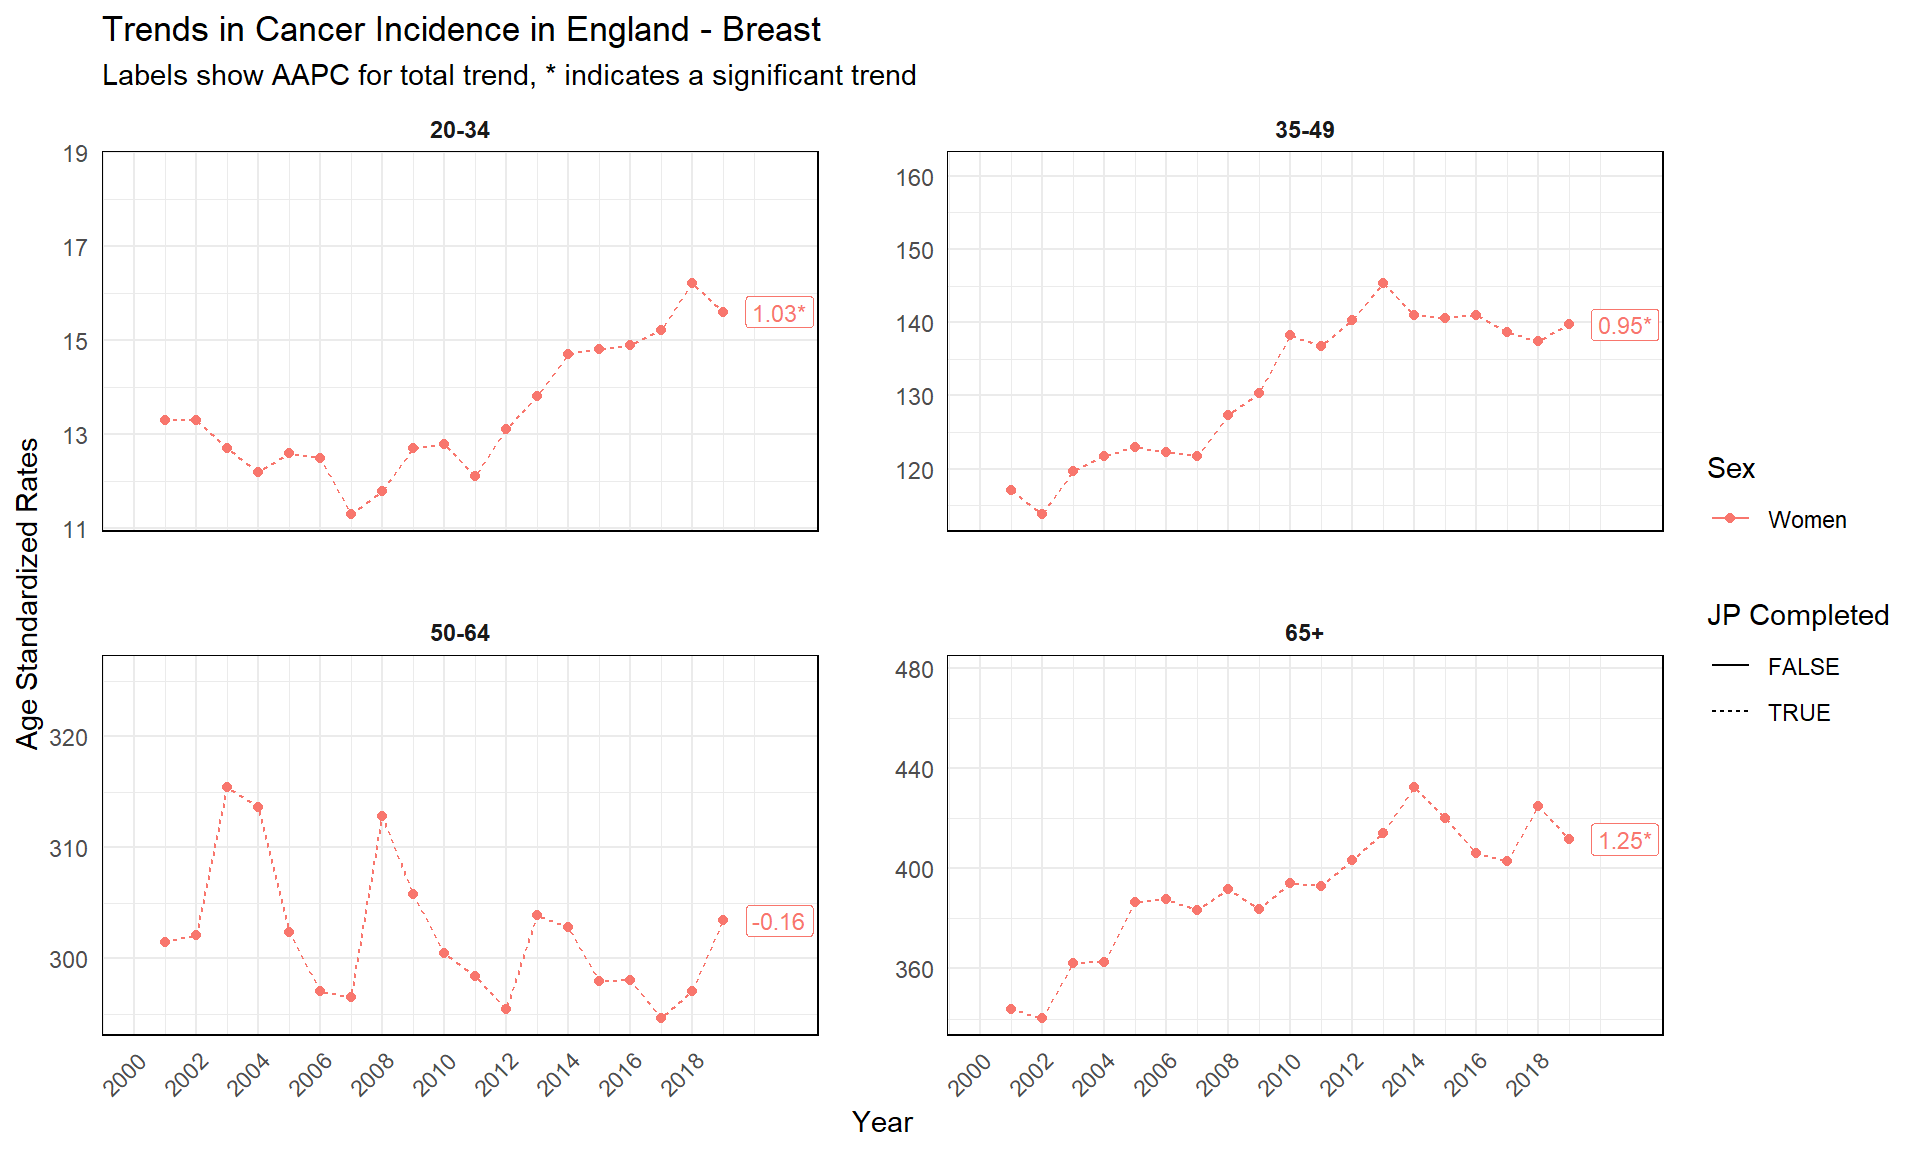 Trends in Cancer Incidence in England - Breast
Labels show AAPC for total trend, * indicates a significant trend
20-34
19
17
15
13
11
1.03*
35-49
160
150
140
130
120
0.95*
Age Standardized Rates
50-64
320
310
300
-0.16
2000 2002 2004 2006 2008 2010 2012 2014 2016 2018
65+
480
440
400
360
1.25*
2000 2002 2004 2006 2008 2010 2012 2014 2016 2018
Year
Sex
Women
JP Completed
FALSE
TRUE